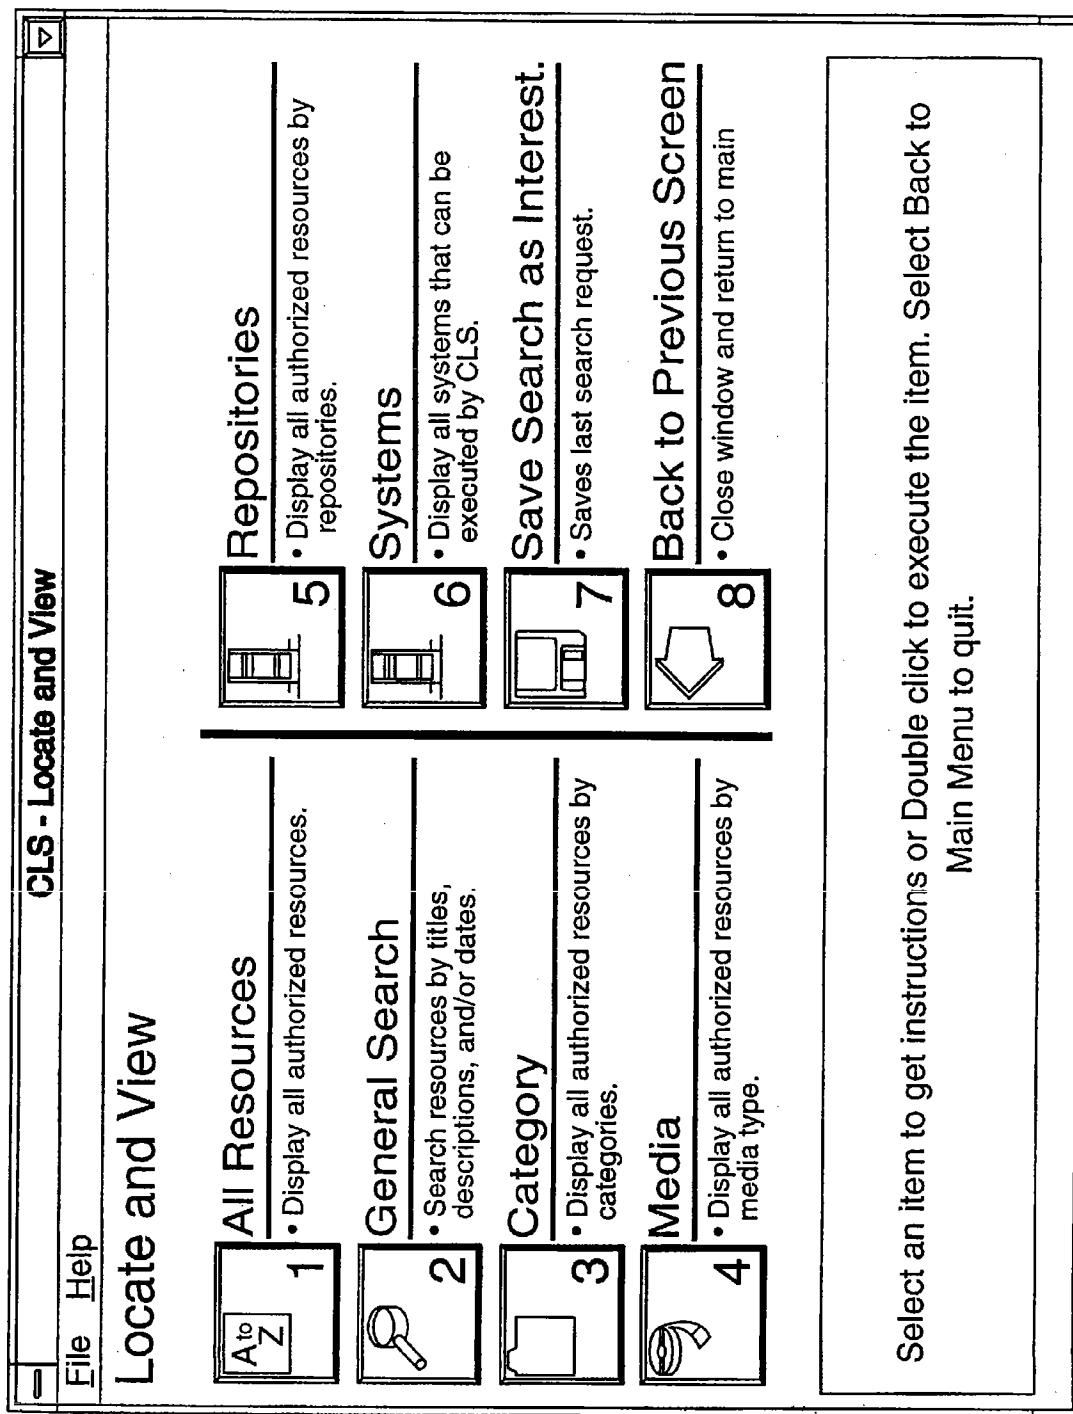 CLS - Locate and View
File Help
Locate and View
A to
Z
1
All Resources
• Display all authorized resources.
2
General Search
• Search resources by titles,
descriptions, and/or dates.
3
Category
• Display all authorized resources by
categories.
4
Media
• Display all authorized resources by
media type.
5
Repositories
• Display all authorized resources by
repositories.
6
Systems
• Display all systems that can be
executed by CLS.
7
Save Search as Interest.
• Saves last search request.
8
Back to Previous Screen
• Close window and return to main
Select an item to get instructions or Double click to execute the item. Select Back to
Main Menu to quit.